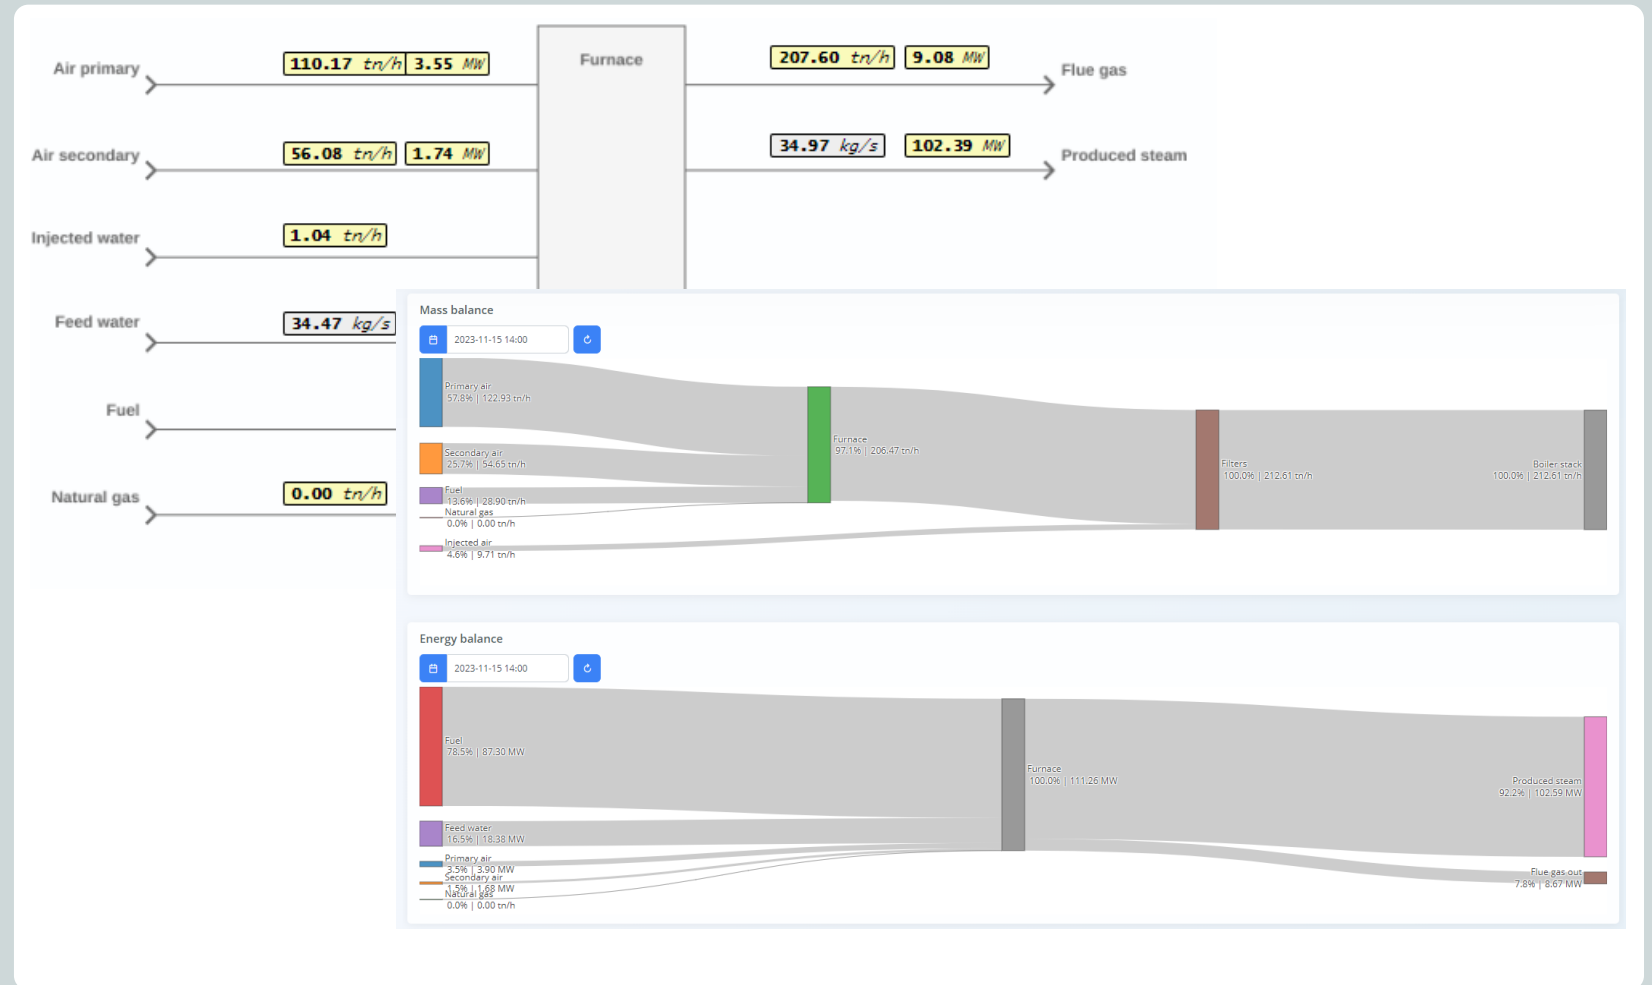 Air primary
110.17 tn/h 3.55 MW
Furnace
207.60 tn/h 9.08 MW
Flue gas
Air secondary
56.08 tn/h 1.74 MW
34.97 kg/s 102.39 MW
Produced steam
Injected water
1.04 tn/h
Feed water
34.47 kg/s
Fuel
Natural gas
0.00 tn/h
Mass balance
2023-11-15 14:00
Primary air
57.8% | 122.93 tn/h
Secondary air
25.7% | 54.65 tn/h
Fuel
13.6% | 28.90 tn/h
Natural gas
0.0% | 0.00 tn/h
Injected air
4.6% | 9.71 tn/h
Furnace
97.1% | 206.47 tn/h
Filters
100.0% | 212.61 tn/h
Boiler stack
100.0% | 212.61 tn/h
Energy balance
2023-11-15 14:00
Fuel
78.5% | 87.30 MW
Feed water
16.5% | 18.38 MW
Primary air
3.5% | 3.90 MW
Secondary air
1.5% | 1.68 MW
Natural gas
0.0% | 0.00 tn/h
Furnace
100.0% | 111.26 MW
Produced steam
92.2% | 102.59 MW
Flue gas out
7.8% | 8.67 MW